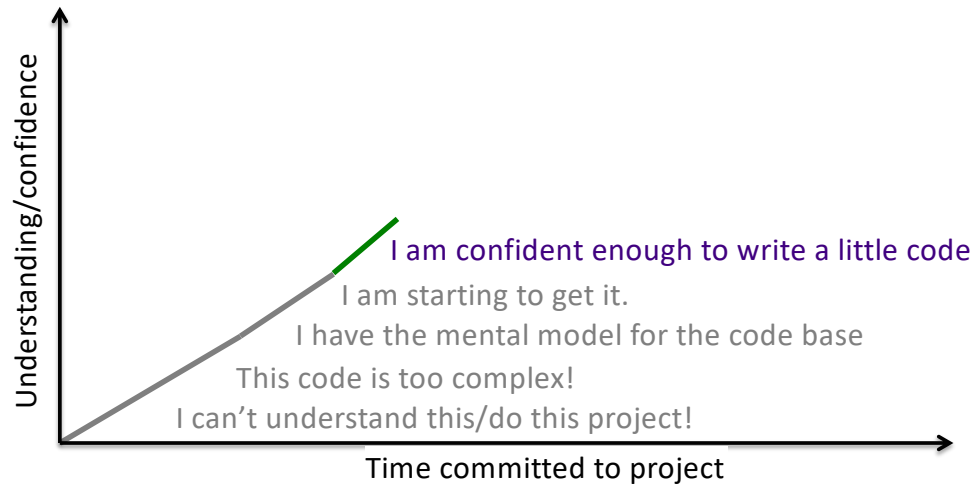 Understanding/confidence
I am confident enough to write a little code
I am starting to get it.
I have the mental model for the code base
This code is too complex!
I can’t understand this/do this project!
Time committed to project